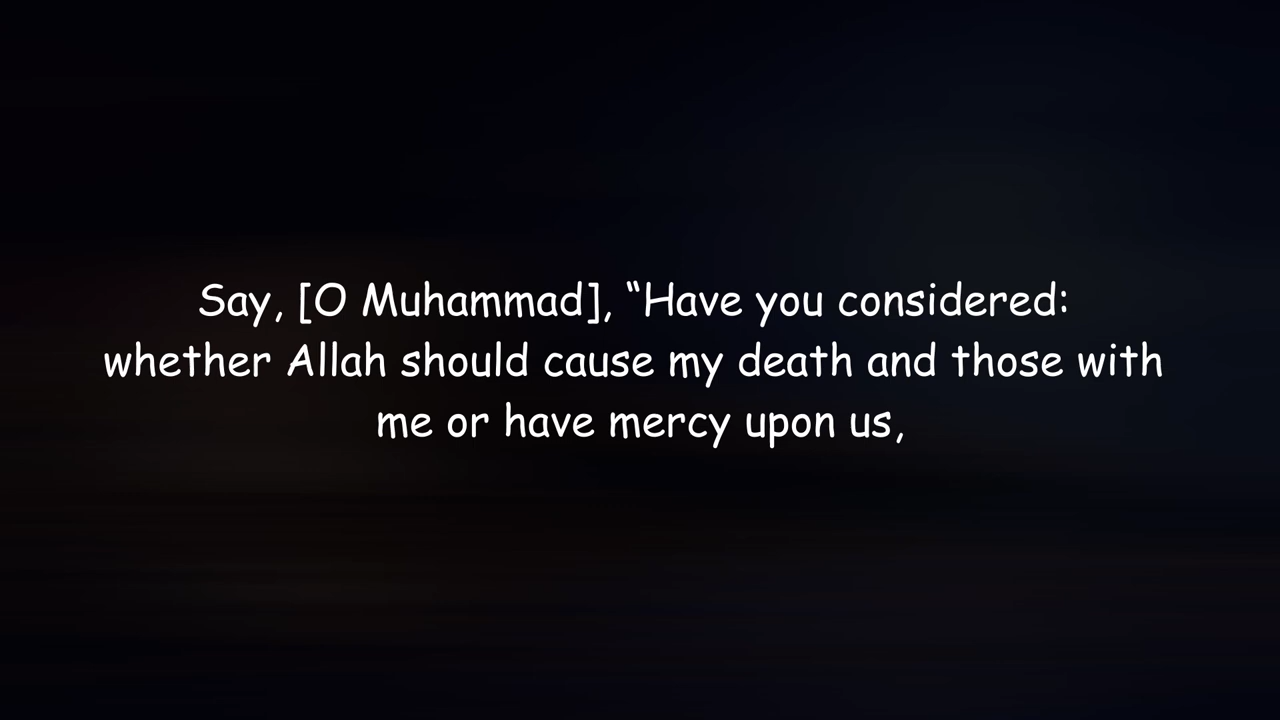 Say, [O Muhammad], “Have you considered:
whether Allah should cause my death and those with
me or have mercy upon us,